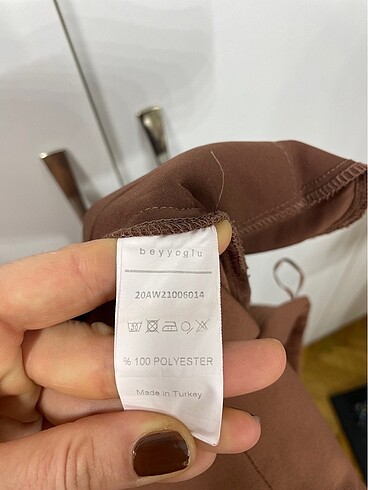 beyyoglu
20AW21006014
% 100 POLYESTER
Made in Turkey